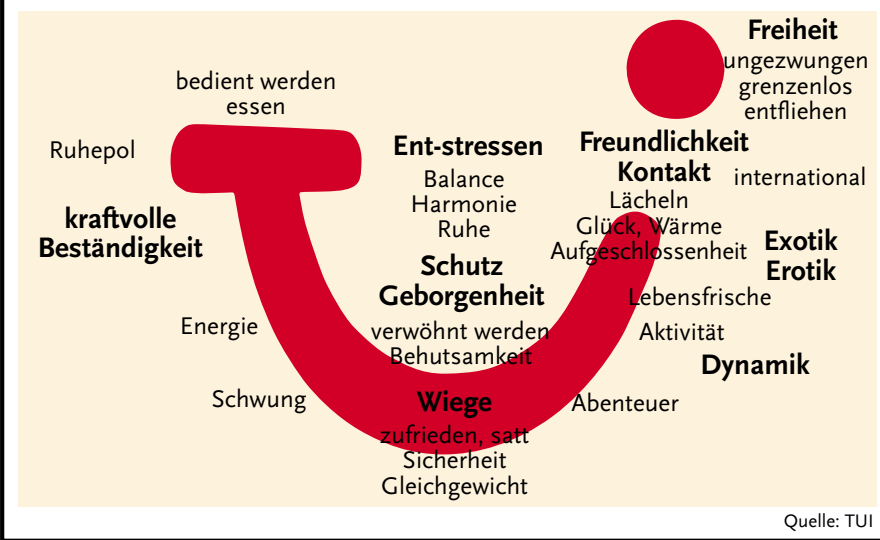 Freiheit
ungezwungen
grenzenlos
entfliehen
bedient werden
essen
Ruhepol
kraftvolle
Beständigkeit
Ent-stressen
Balance
Harmonie
Ruhe
Freundlichkeit
Kontakt
Lächeln
Glück, Wärme
Aufgeschlossenheit
international
Exotik
Erotik
Schutz
Geborgenheit
verwöhnt werden
Behutsamkeit
Lebensfrische
Aktivität
Dynamik
Energie
Schwung
Wiege
zufrieden, satt
Sicherheit
Gleichgewicht
Abenteuer
Quelle: TUI